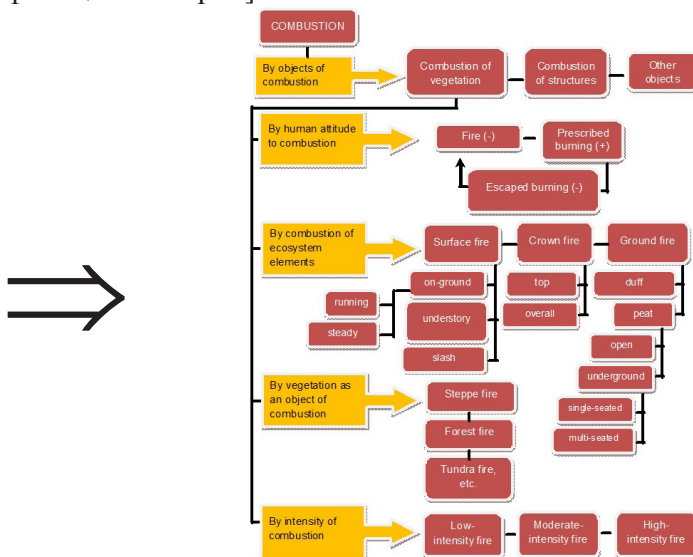 COMBUSTION
By objects of
combustion
Combustion of
vegetation
Combustion
of structures
Other
objects
By human attitude
to combustion
Fire (-)
Prescribed
burning (+)
Escaped burning (-)
By combustion of
ecosystem
elements
Surface fire
Crown fire
Ground fire
on-ground
top
duff
running
understory
overall
peat
steady
slash
open
underground
single-seated
multi-seated
By vegetation as
an object of
combustion
Steppe fire
Forest fire
Tundra fire,
etc.
By intensity of
combustion
Low-
intensity fire
Moderate-
intensity fire
High-
intensity fire